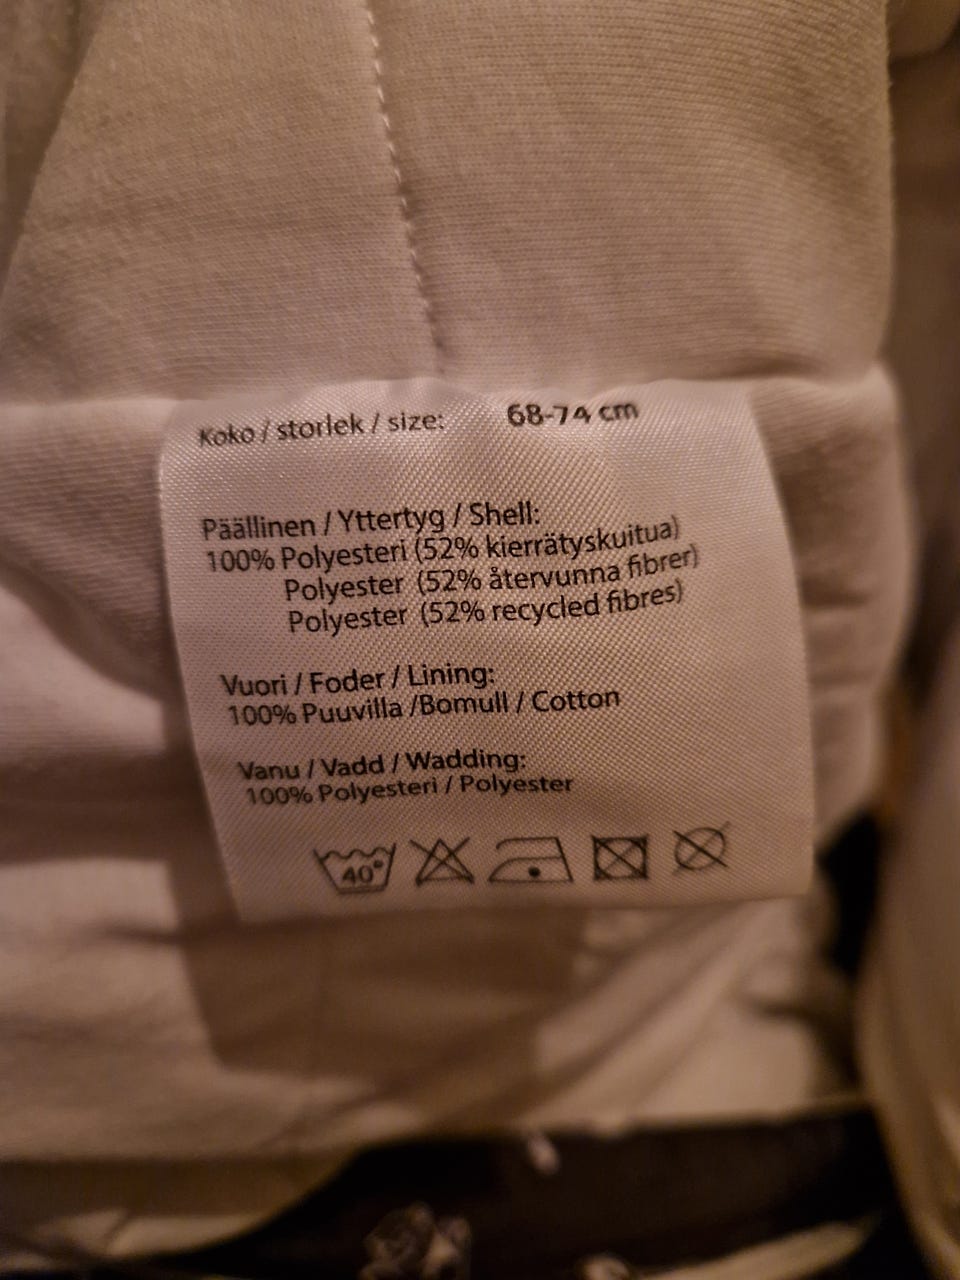 Koko / storlek / size: 68-74 cm
Päällinen / Yttertyg / Shell:
100% Polyesteri (52% kierrätyskuitua)
Polyester (52% återvunna fibrer)
Polyester (52% recycled fibres)
Vuori / Foder / Lining:
100% Puuvilla /Bomull / Cotton
Vanu / Vadd / Wadding:
100% Polyesteri / Polyester
40°